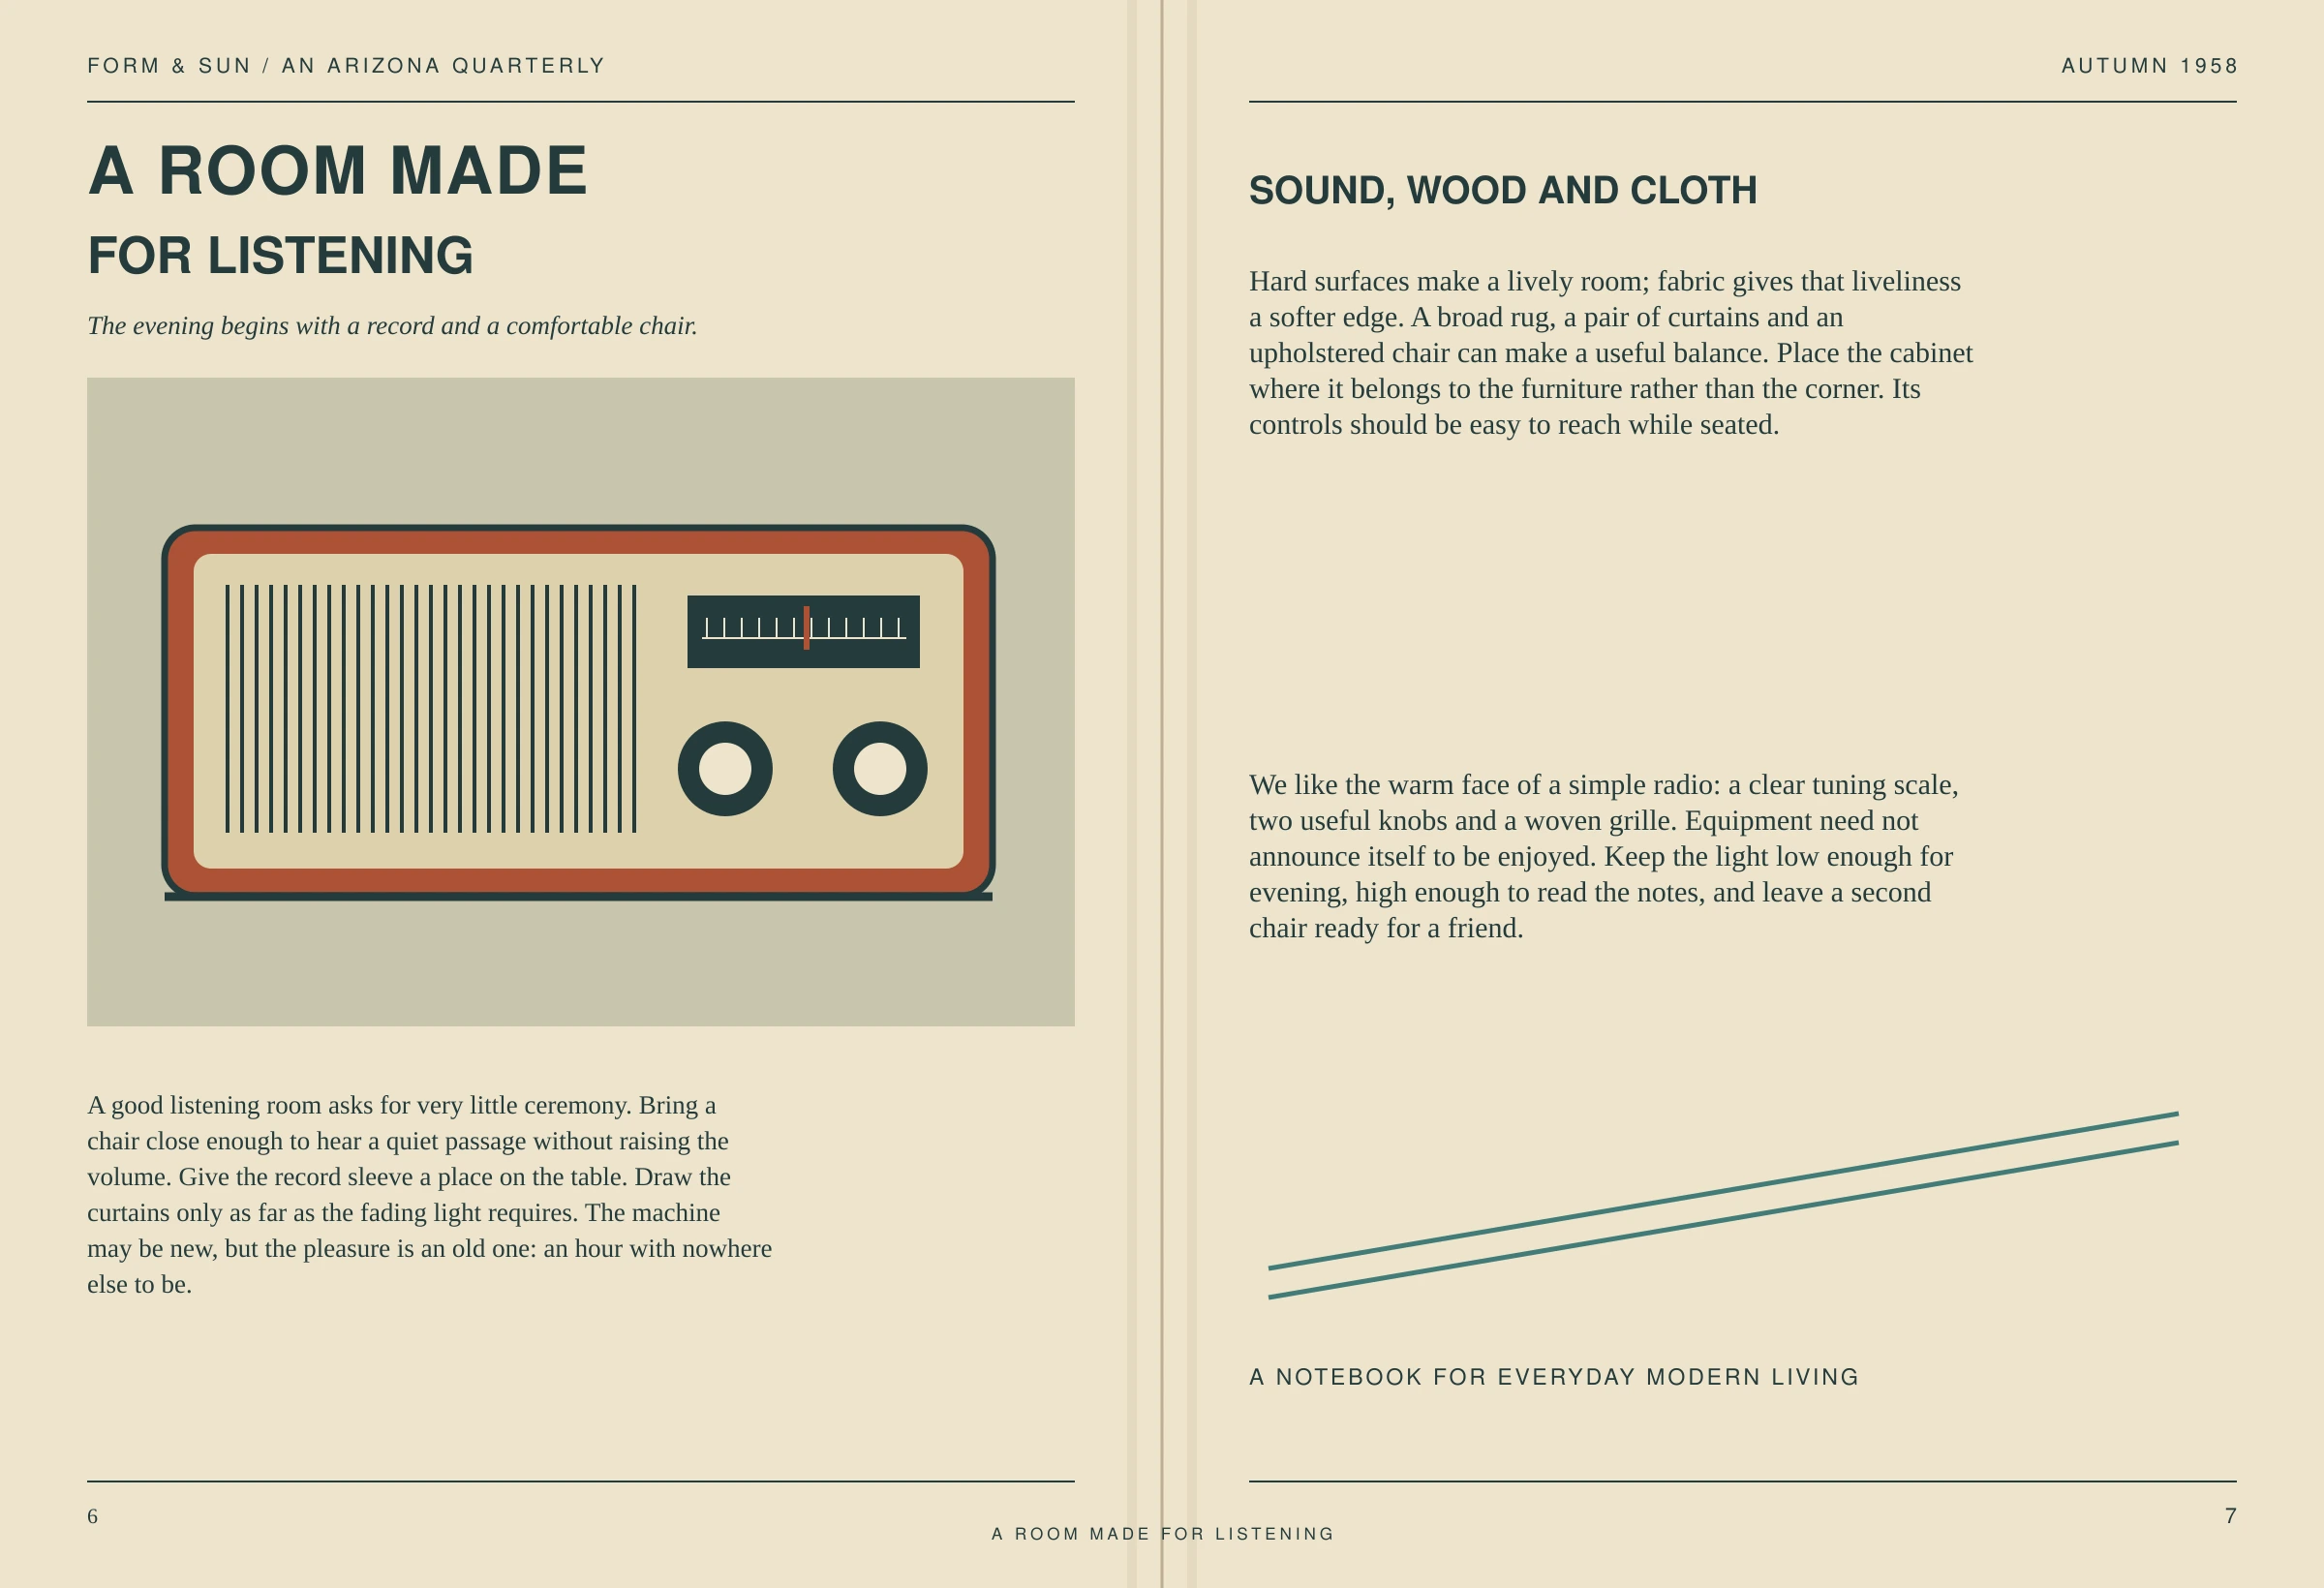 FORM & SUN / AN ARIZONA QUARTERLY
A ROOM MADE
FOR LISTENING
The evening begins with a record and a comfortable chair.
A good listening room asks for very little ceremony. Bring a
chair close enough to hear a quiet passage without raising the
volume. Give the record sleeve a place on the table. Draw the
curtains only as far as the fading light requires. The machine
may be new, but the pleasure is an old one: an hour with nowhere
else to be.
6
AUTUMN 1958
SOUND, WOOD AND CLOTH
Hard surfaces make a lively room; fabric gives that liveliness
a softer edge. A broad rug, a pair of curtains and an
upholstered chair can make a useful balance. Place the cabinet
where it belongs to the furniture rather than the corner. Its
controls should be easy to reach while seated.
We like the warm face of a simple radio: a clear tuning scale,
two useful knobs and a woven grille. Equipment need not
announce itself to be enjoyed. Keep the light low enough for
evening, high enough to read the notes, and leave a second
chair ready for a friend.
A NOTEBOOK FOR EVERYDAY MODERN LIVING
7
A ROOM MADE FOR LISTENING